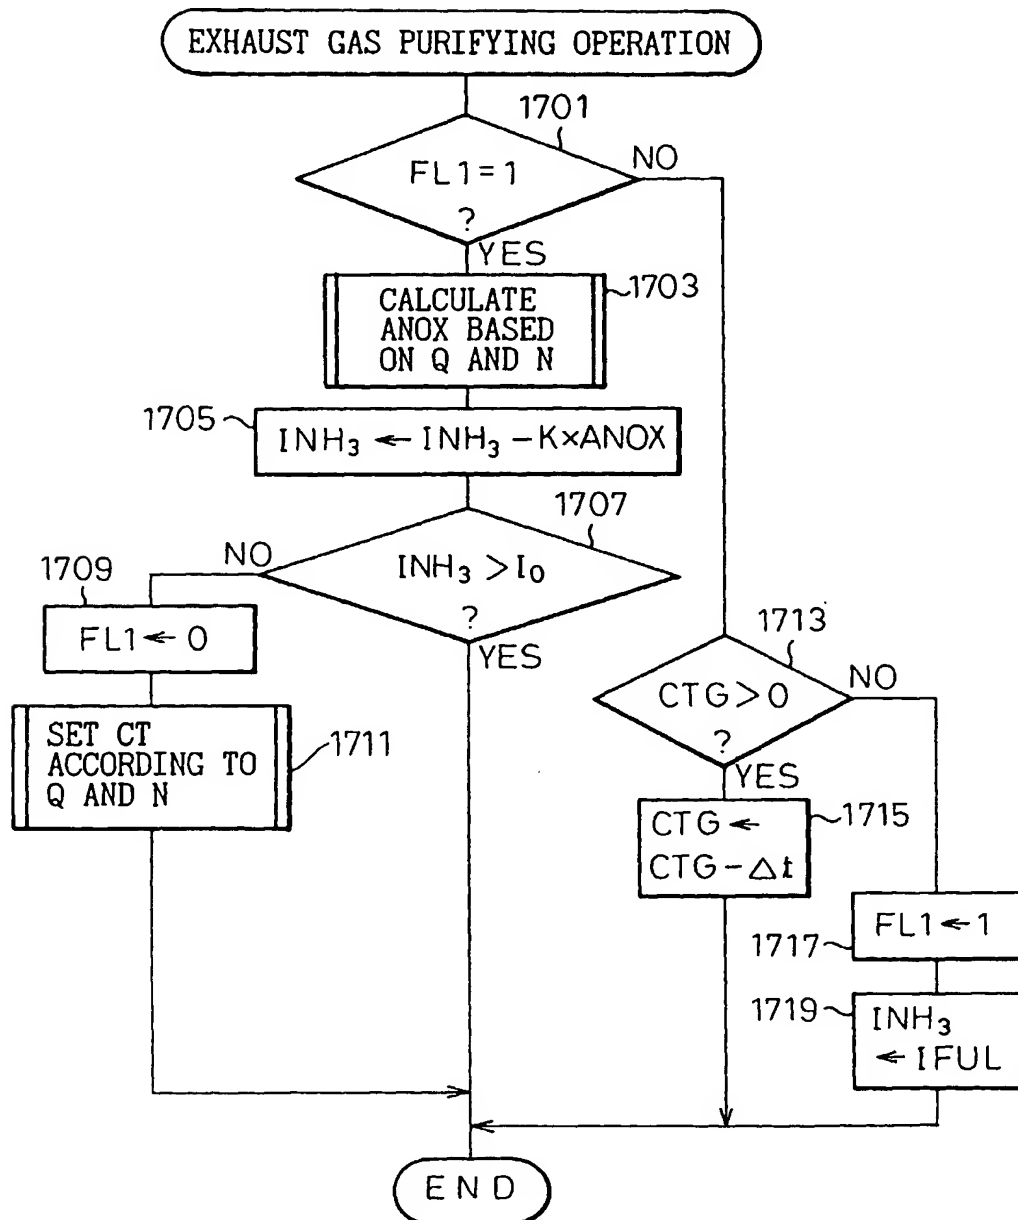 EXHAUST GAS PURIFYING OPERATION
1701
FL1=1
?
NO
YES
1703
CALCULATE
ANOX BASED
ON Q AND N
1705
INH₃ ← INH₃ – K×ANOX
1707
INH₃ > I₀
?
NO
YES
1709
FL1 ← 0
1711
SET CT
ACCORDING TO
Q AND N
1713
CTG > 0
?
NO
YES
1715
CTG ←
CTG – Δt
1717
FL1 ← 1
1719
INH₃
← IFUL
END